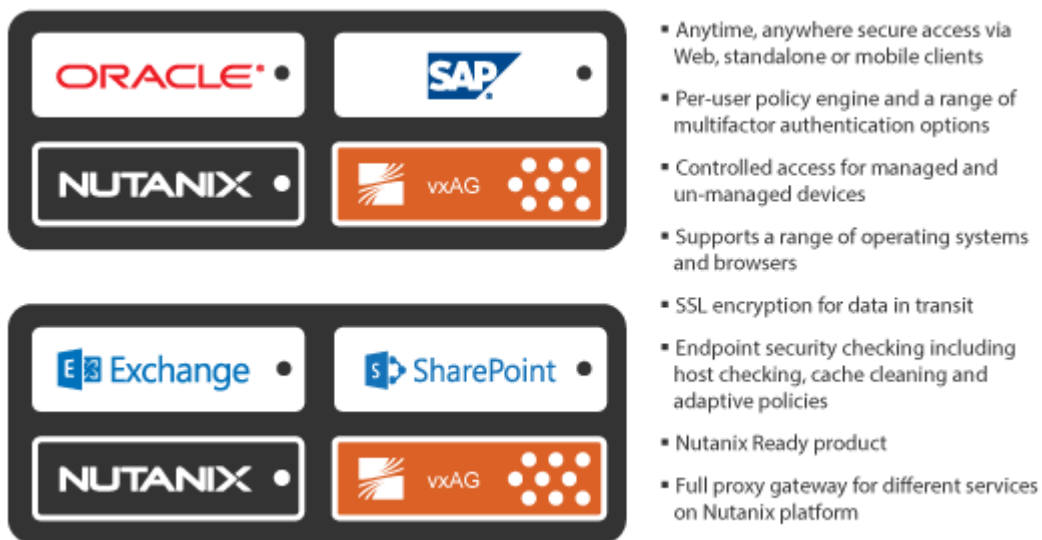 ORACLE
SAP
NUTANIX
vxAG
E Exchange
S SharePoint
NUTANIX
vxAG
▪ Anytime, anywhere secure access via
Web, standalone or mobile clients
▪ Per-user policy engine and a range of
multifactor authentication options
▪ Controlled access for managed and
un-managed devices
▪ Supports a range of operating systems
and browsers
▪ SSL encryption for data in transit
▪ Endpoint security checking including
host checking, cache cleaning and
adaptive policies
▪ Nutanix Ready product
▪ Full proxy gateway for different services
on Nutanix platform